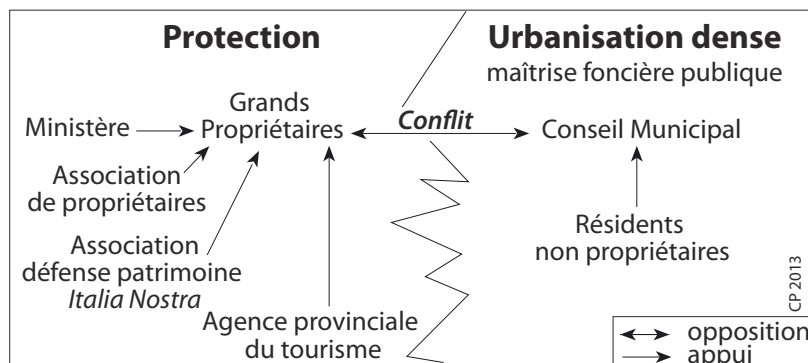 Protection
Urbanisation dense
maîtrise foncière publique
Grands
Propriétaires
Ministère
Conflit
Conseil Municipal
Association
de propriétaires
Association
défense patrimoine
Italia Nostra
Agence provinciale
du tourisme
Résidents
non propriétaires
CP 2013
opposition
appui